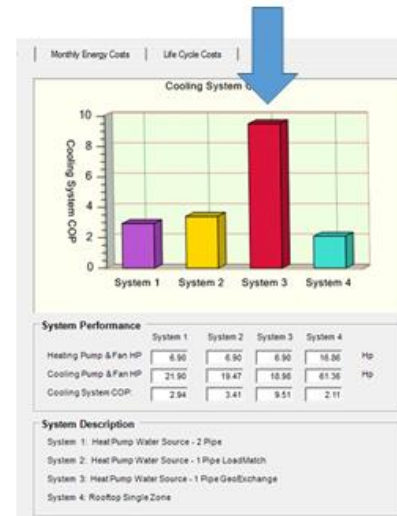 Monthly Energy Costs | Life Cycle Costs |
Cooling System
10
8
6
4
2
0
Cooling System COP
System 1 System 2 System 3 System 4
System Performance
System 1 System 2 System 3 System 4
Heating Pump & Fan HP 6.90 6.90 6.90 16.86 Hp
Cooling Pump & Fan HP 21.90 19.47 18.98 61.36 Hp
Cooling System COP: 2.94 3.41 9.51 2.11
System Description
System 1: Heat Pump Water Source - 2 Pipe
System 2: Heat Pump Water Source - 1 Pipe LoadMatch
System 3: Heat Pump Water Source - 1 Pipe GeoExchange
System 4: Rooftop Single Zone